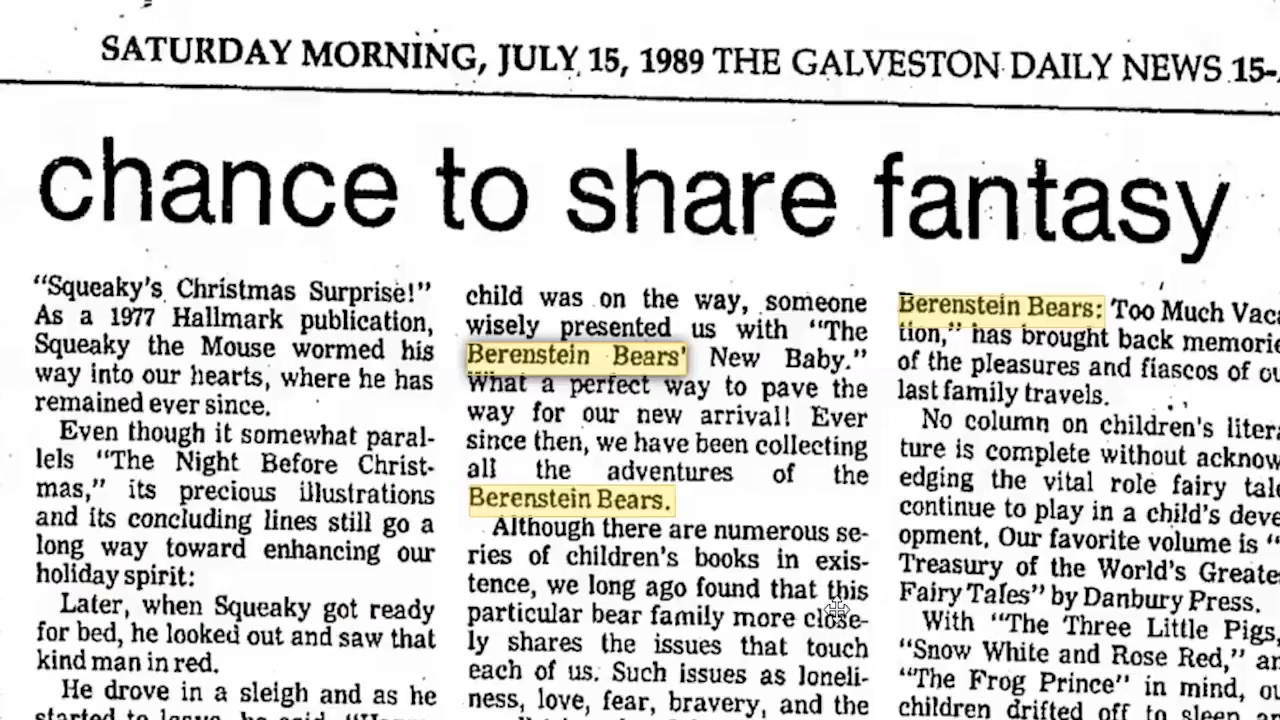 SATURDAY MORNING, JULY 15, 1989 THE GALVESTON DAILY NEWS 15-
chance to share fantasy
"Squeaky's Christmas Surprise!"
As a 1977 Hallmark publication,
Squeaky the Mouse wormed his
way into our hearts, where he has
remained ever since.
Even though it somewhat paral-
lels "The Night Before Christ-
mas," its precious illustrations
and its concluding lines still go a
long way toward enhancing our
holiday spirit:
Later, when Squeaky got ready
for bed, he looked out and saw that
kind man in red.
He drove in a sleigh and as he
started to leave, he said, "Happy
child was on the way, someone
wisely presented us with "The
Berenstein Bears' New Baby."
What a perfect way to pave the
way for our new arrival! Ever
since then, we have been collecting
all the adventures of the
Berenstein Bears.
Although there are numerous se-
ries of children's books in exis-
tence, we long ago found that this
particular bear family more close-
ly shares the issues that touch
each of us. Such issues as loneli-
ness, love, fear, bravery, and the
Berenstein Bears: Too Much Vaca
tion," has brought back memorie
of the pleasures and fiascos of ou
last family travels.
No column on children's litera
ture is complete without acknow
edging the vital role fairy tale
continue to play in a child's deve
opment. Our favorite volume is "
Treasury of the World's Greate
Fairy Tales" by Danbury Press.
With "The Three Little Pigs,
"Snow White and Rose Red," an
"The Frog Prince" in mind, ou
children drifted off to sleep an